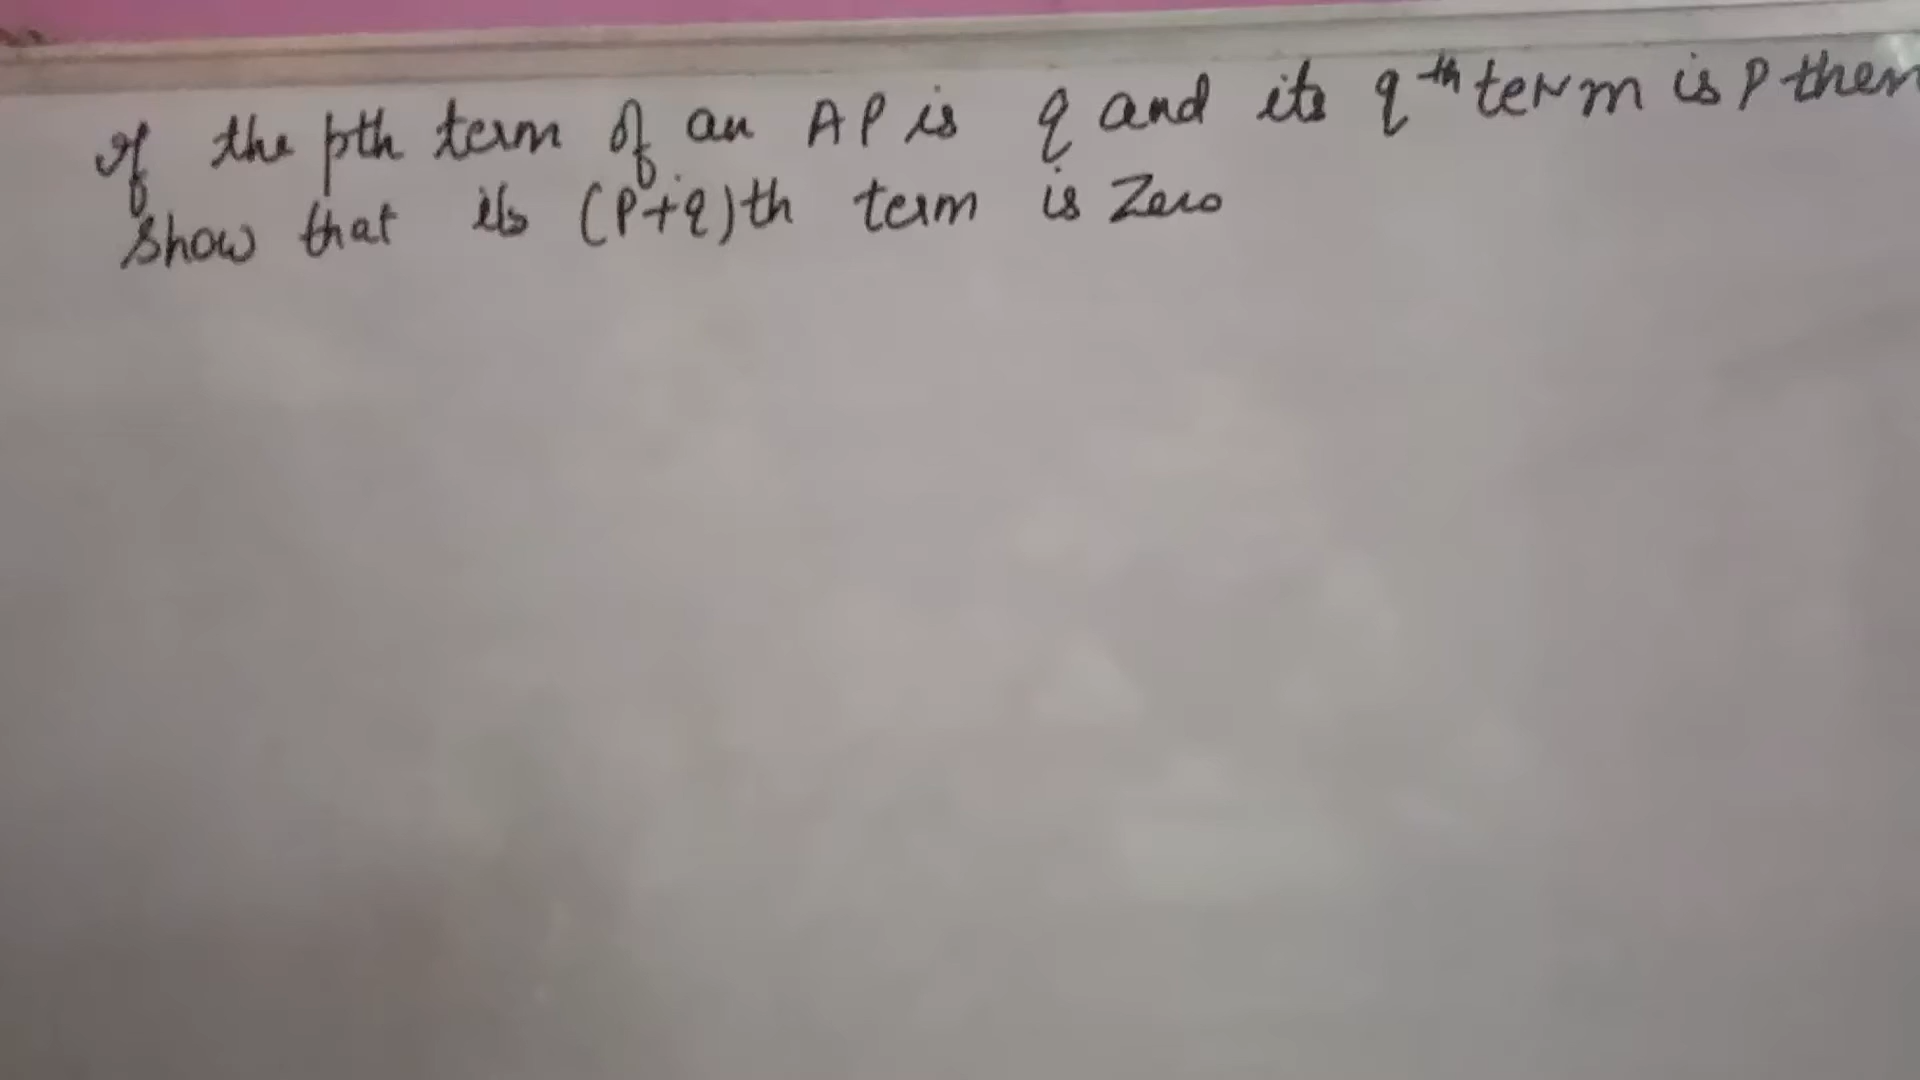 If the pth term of an AP is q and its qth term is P then
show that its (P+q)th term is Zero